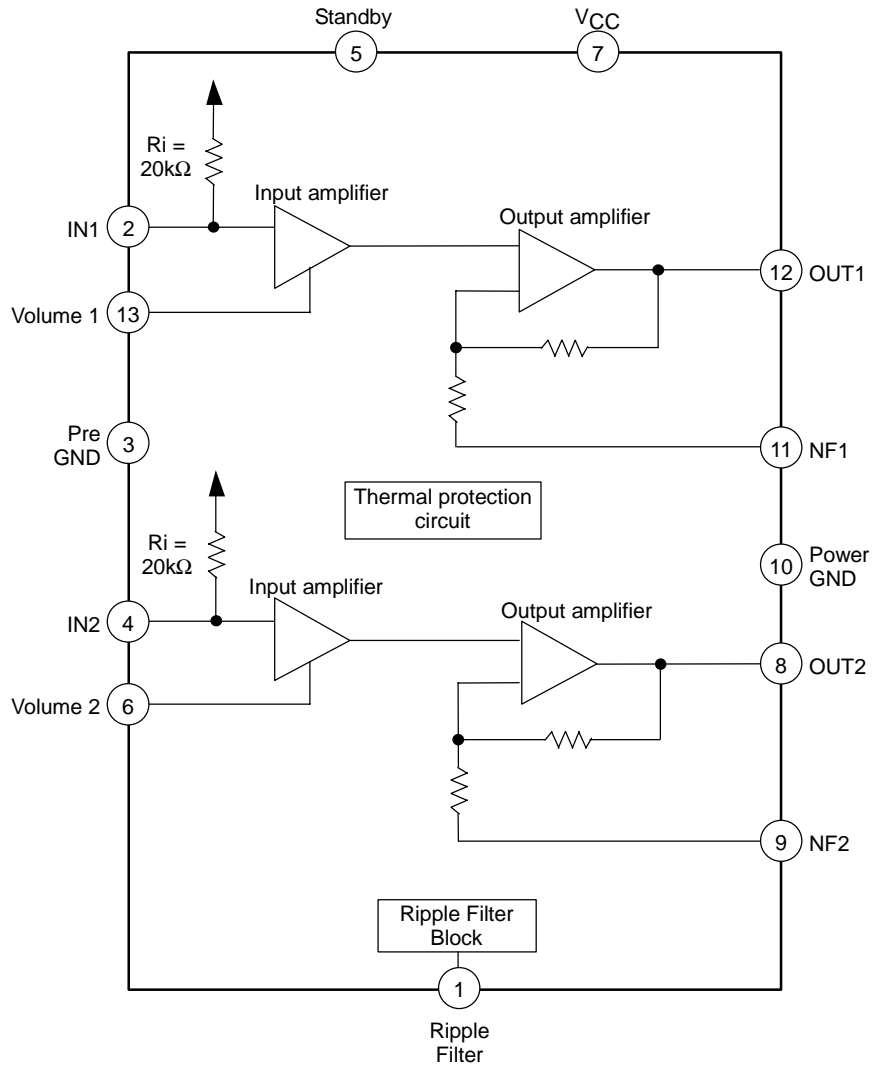 Standby
VCC
5
7
Ri =
20kΩ
Input amplifier
Output amplifier
IN1
2
12
OUT1
Volume 1
13
Pre
GND
3
11
NF1
Thermal protection
circuit
Ri =
20kΩ
10
Power
GND
Input amplifier
Output amplifier
IN2
4
8
OUT2
Volume 2
6
9
NF2
Ripple Filter
Block
1
Ripple
Filter